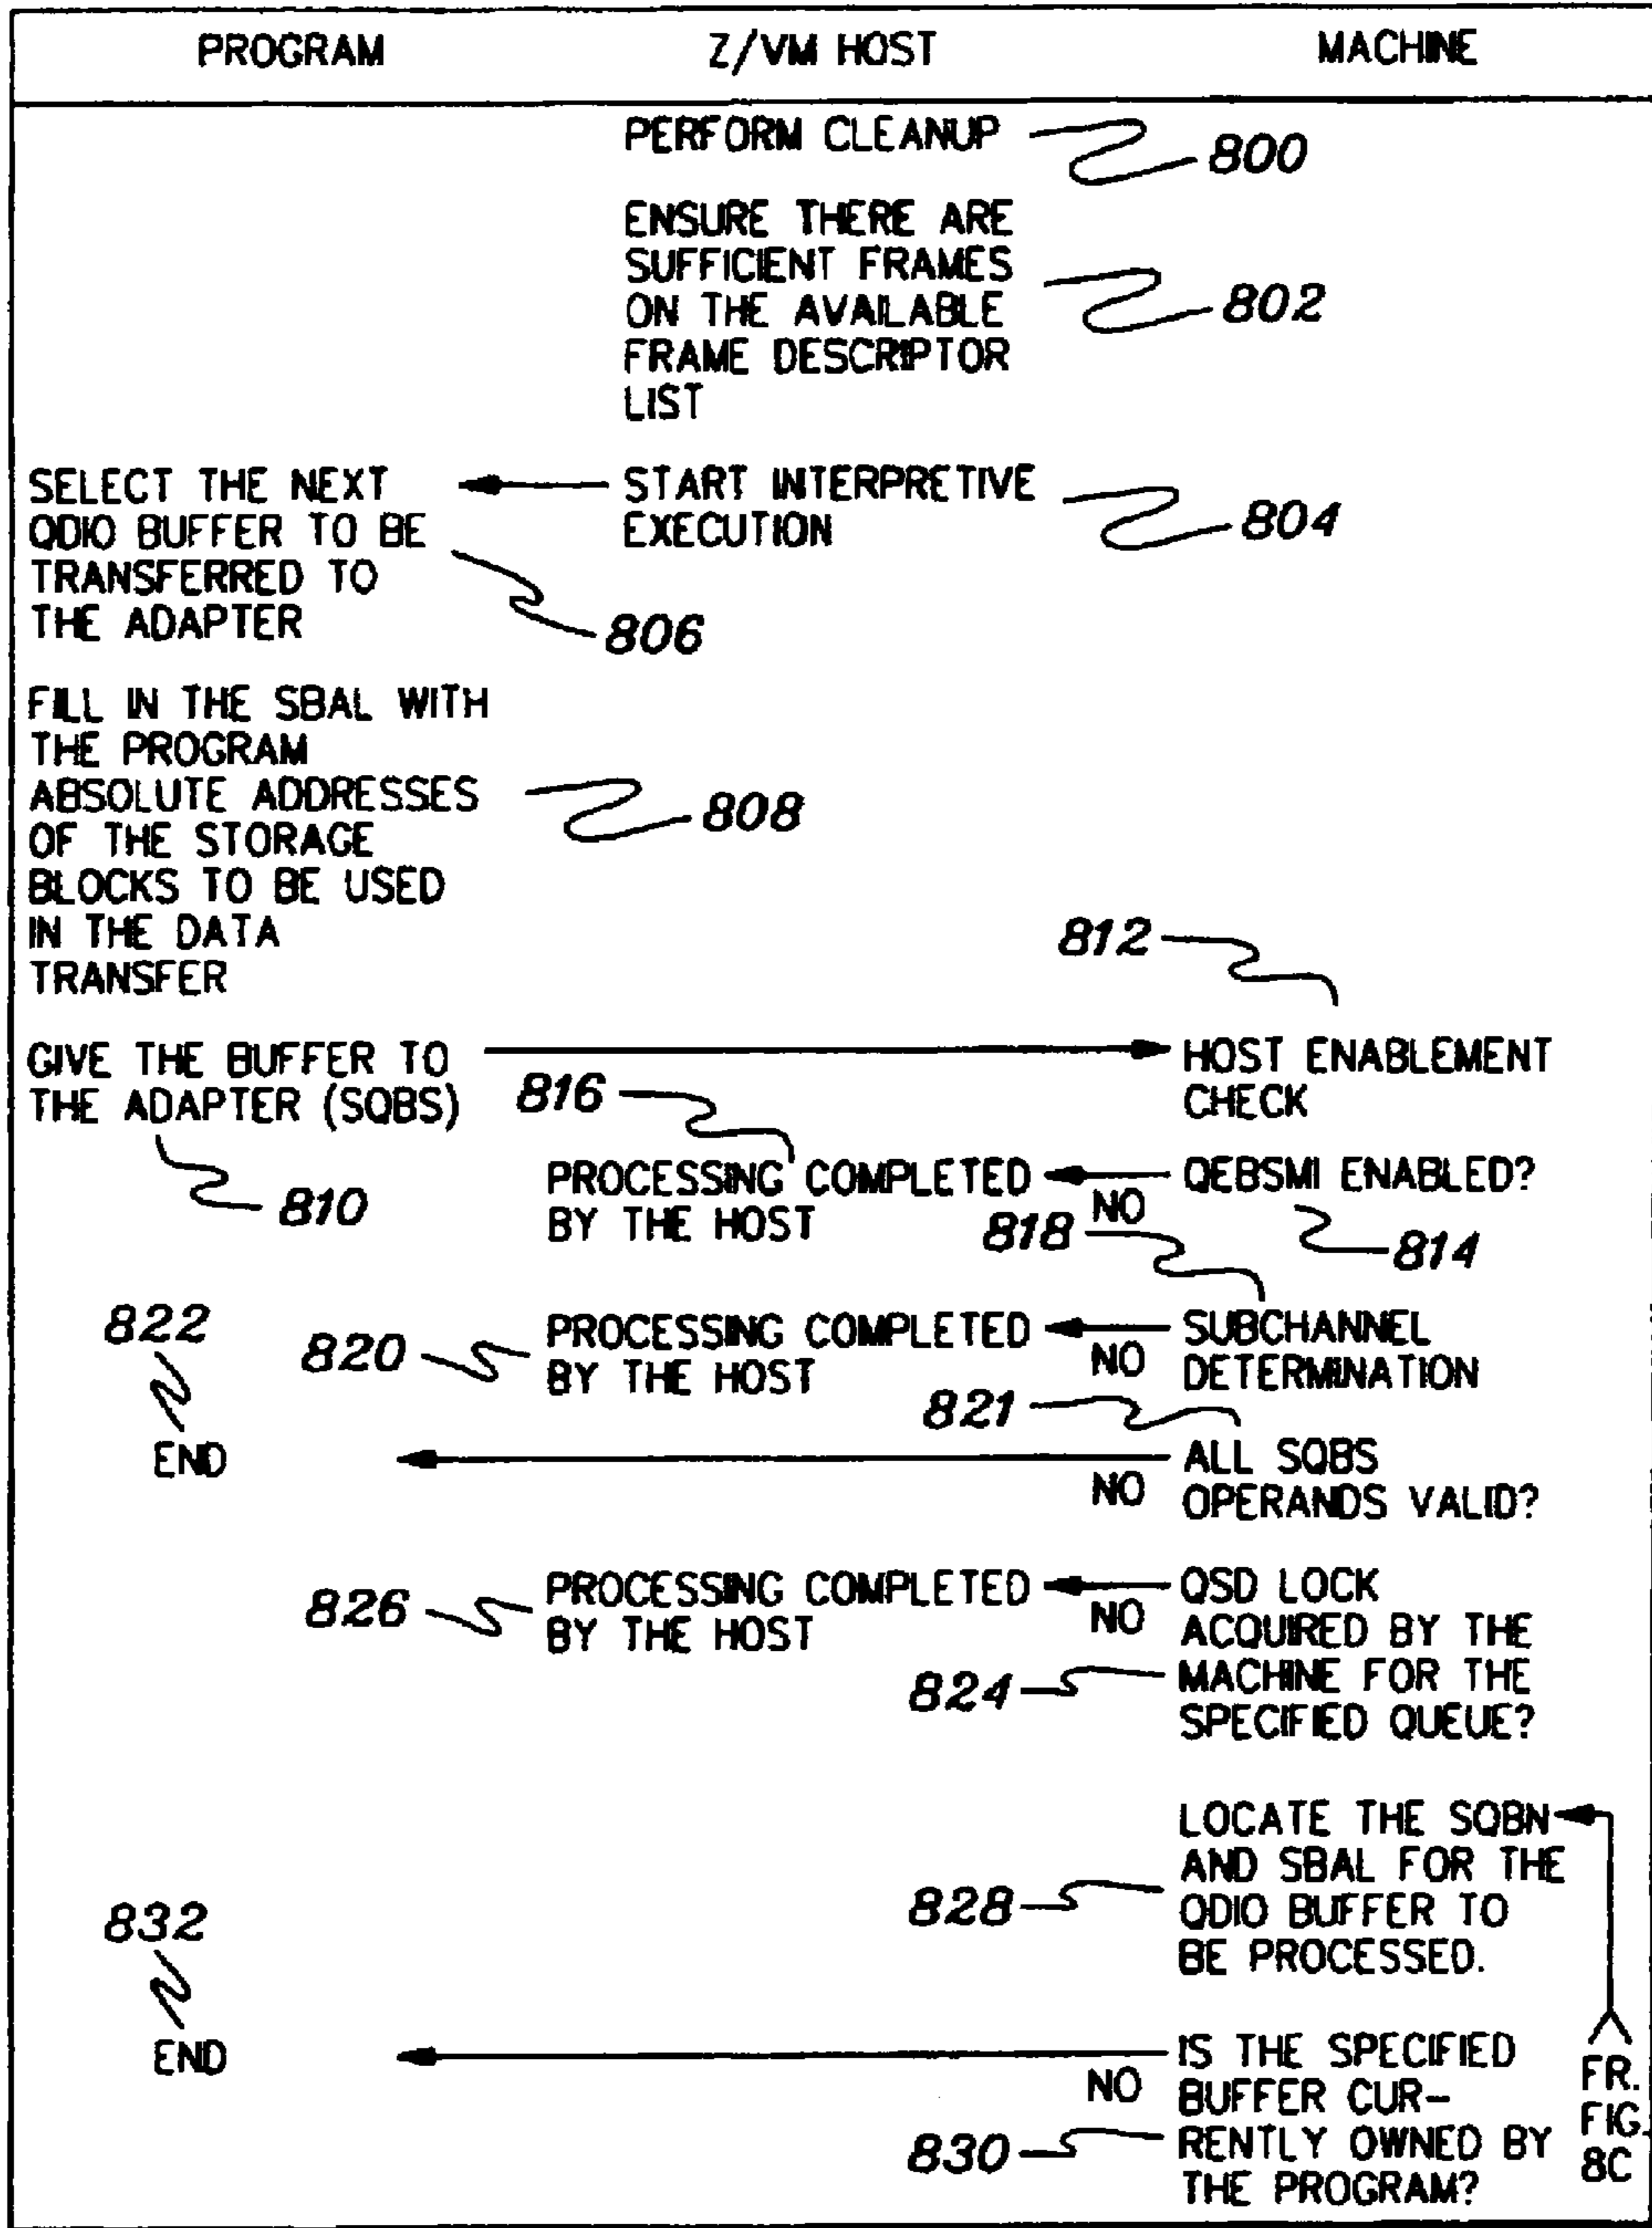 PROGRAM Z/VM HOST MACHINE
PERFORM CLEANUP 800
ENSURE THERE ARE
SUFFICIENT FRAMES
ON THE AVAILABLE 802
FRAME DESCRIPTOR
LIST
SELECT THE NEXT START INTERPRETIVE
QDIO BUFFER TO BE EXECUTION 804
TRANSFERRED TO
THE ADAPTER 806
FILL IN THE SBAL WITH
THE PROGRAM
ABSOLUTE ADDRESSES
OF THE STORAGE 808
BLOCKS TO BE USED
IN THE DATA 812
TRANSFER
GIVE THE BUFFER TO HOST ENABLEMENT
THE ADAPTER (SQBS) 816 CHECK
810 PROCESSING COMPLETED QEBSMI ENABLED?
BY THE HOST 818 NO 814
822 820 PROCESSING COMPLETED SUBCHANNEL
BY THE HOST NO DETERMINATION
821
END ALL SQBS
NO OPERANDS VALID?
826 PROCESSING COMPLETED QSD LOCK
BY THE HOST NO ACQUIRED BY THE
824 MACHINE FOR THE
SPECIFIED QUEUE?
LOCATE THE SQBN
AND SBAL FOR THE
832 828 QDIO BUFFER TO
BE PROCESSED.
END IS THE SPECIFIED FR.
NO BUFFER CUR- FIG.
830 RENTLY OWNED BY 8C
THE PROGRAM?